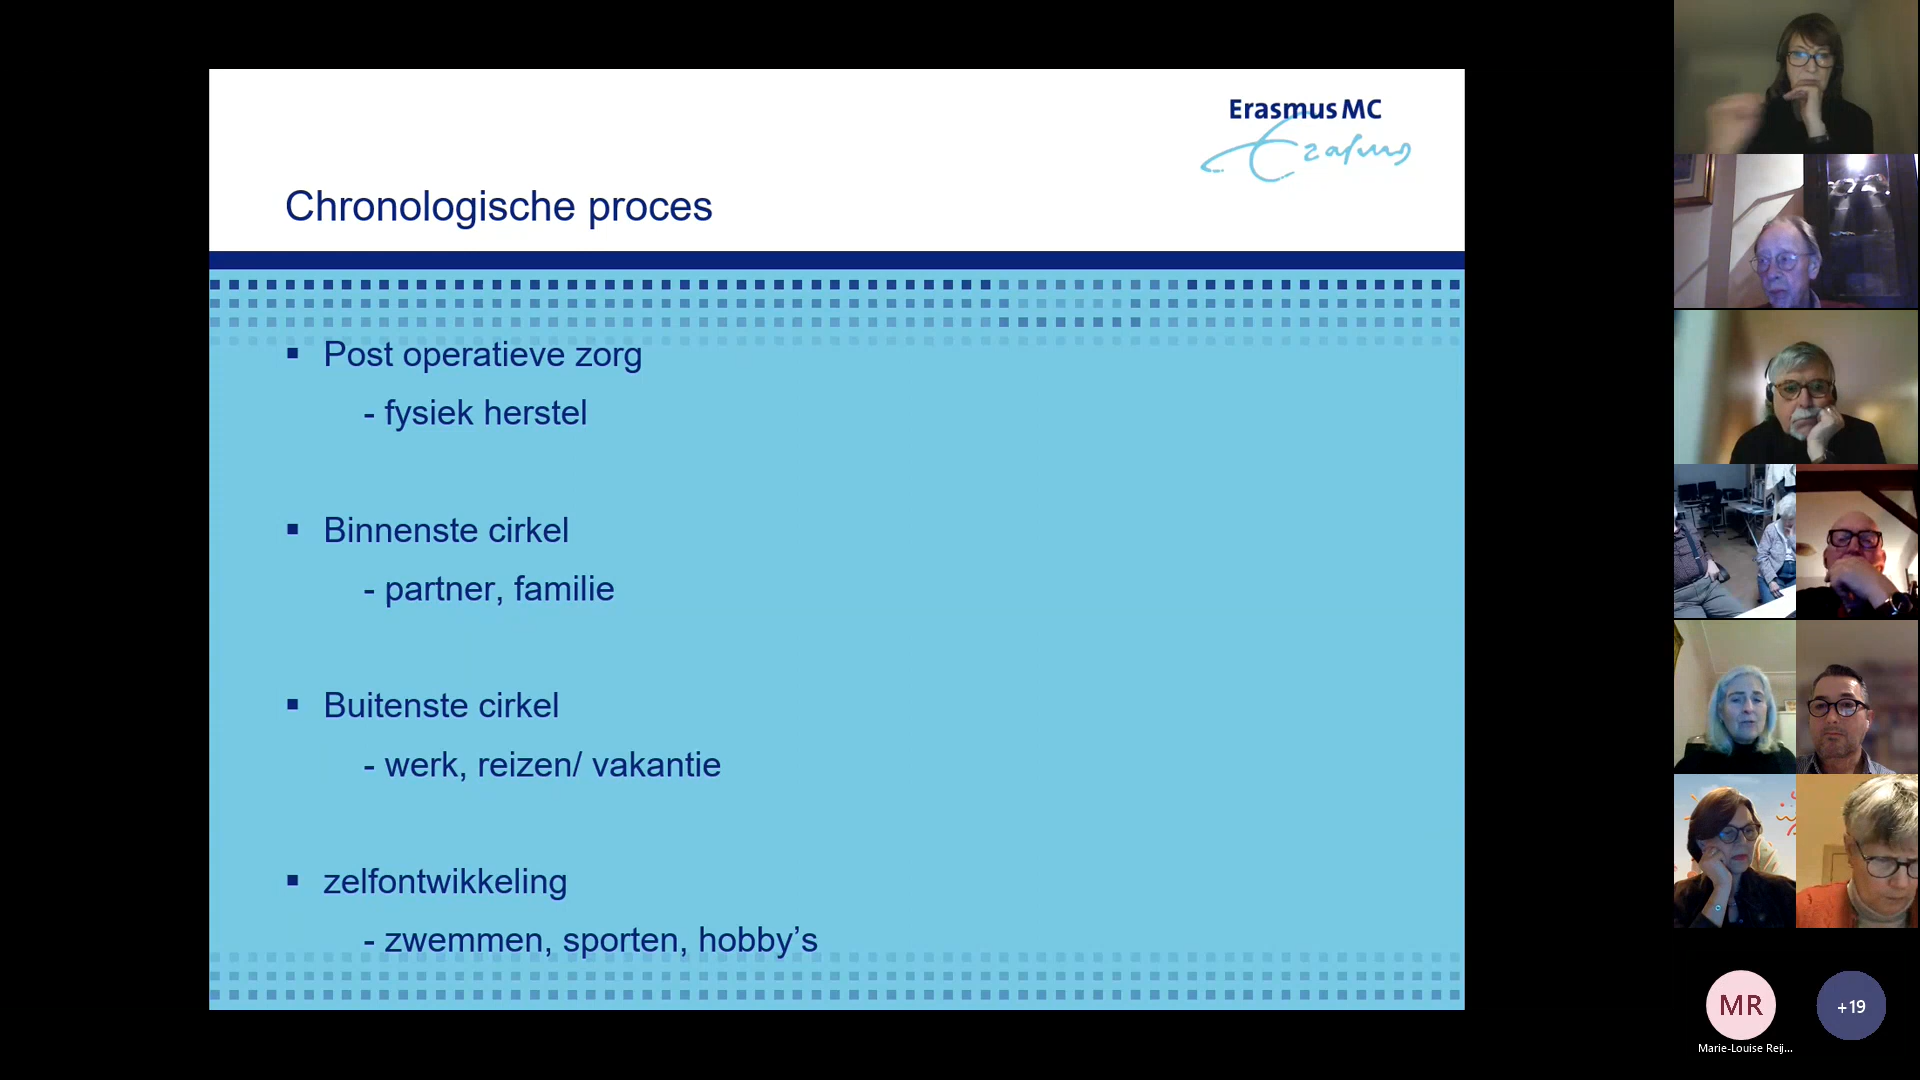 Erasmus MC
Erasmus
Chronologische proces
▪ Post operatieve zorg
- fysiek herstel
▪ Binnenste cirkel
- partner, familie
▪ Buitenste cirkel
- werk, reizen/ vakantie
▪ zelfontwikkeling
- zwemmen, sporten, hobby’s
MR
+19
Marie-Louise Reij...